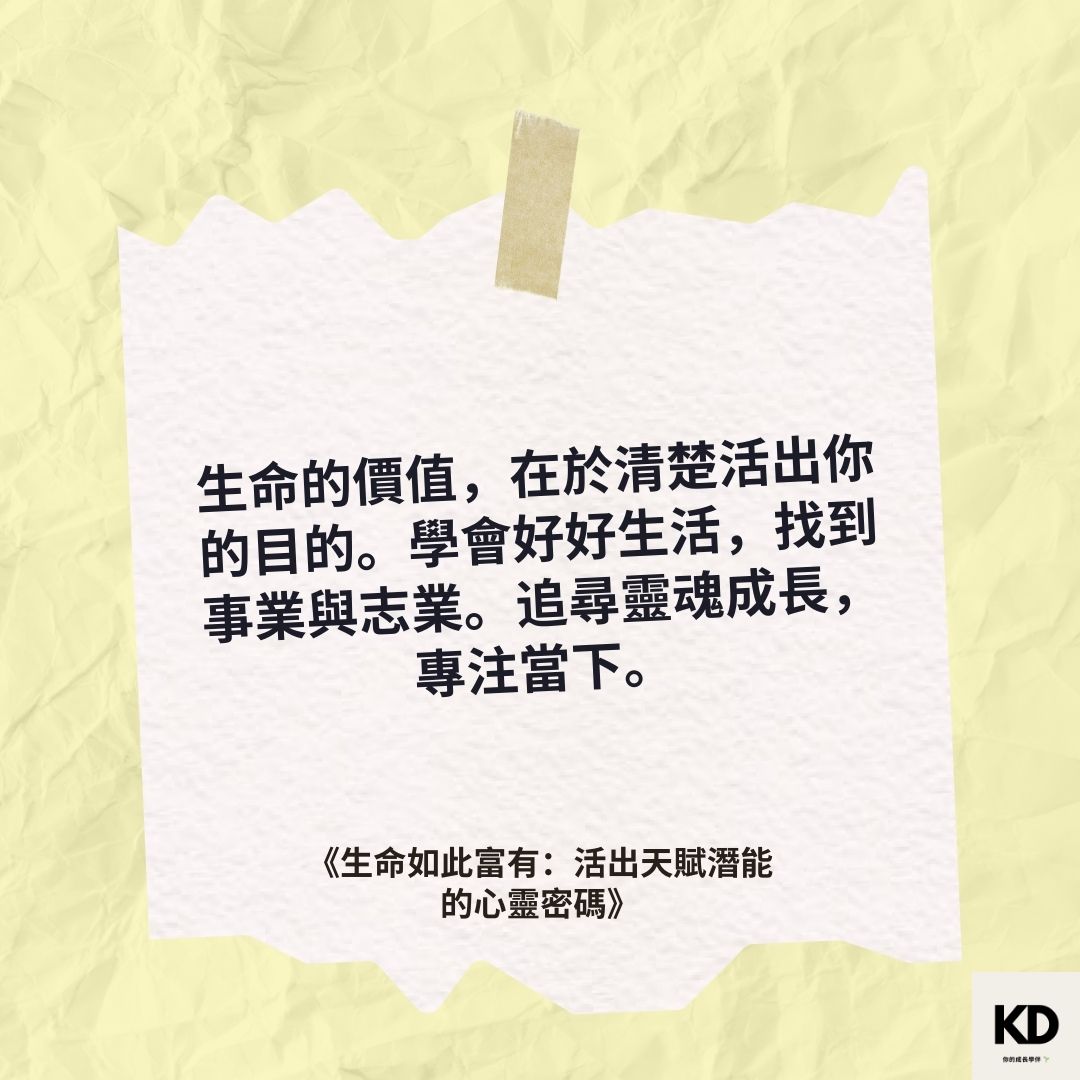 生命的價值，在於清楚活出你
的目的。學會好好生活，找到
事業與志業。追尋靈魂成長，
專注當下。
《生命如此富有：活出天賦潛能
的心靈密碼》
KD
你的成長學伴